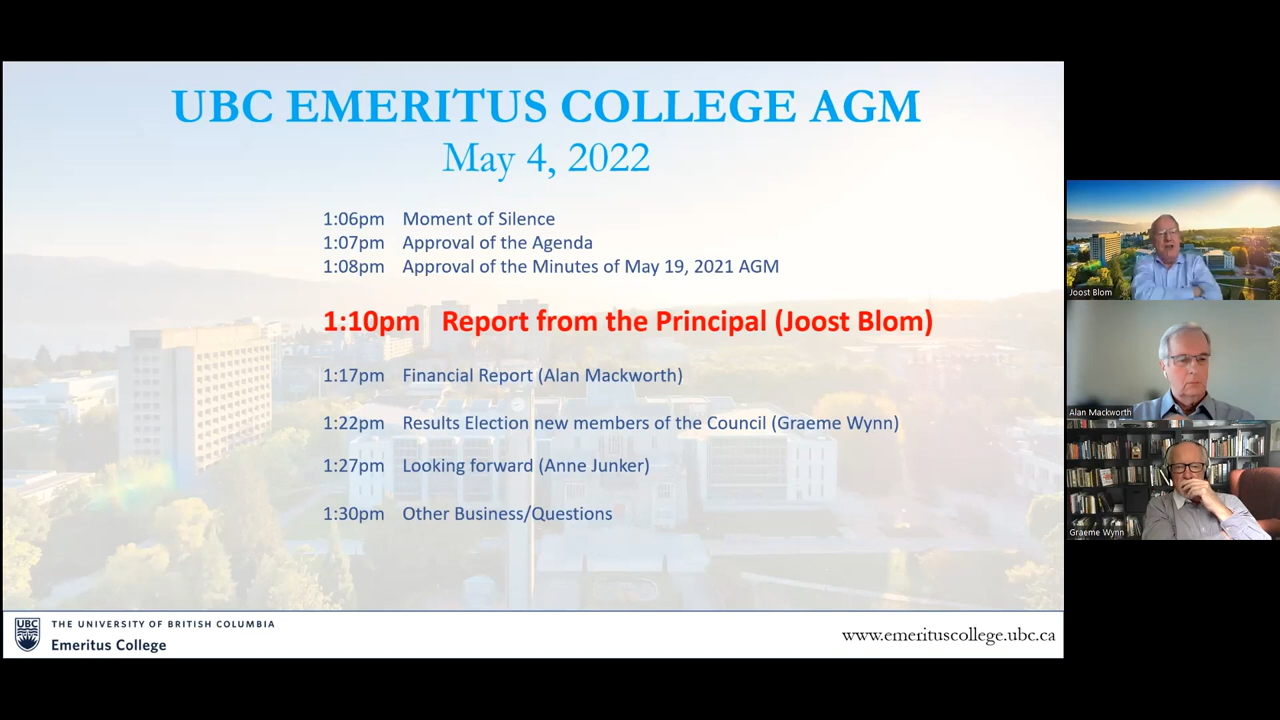 UBC EMERITUS COLLEGE AGM
May 4, 2022
1:06pm Moment of Silence
1:07pm Approval of the Agenda
1:08pm Approval of the Minutes of May 19, 2021 AGM
1:10pm Report from the Principal (Joost Blom)
1:17pm Financial Report (Alan Mackworth)
1:22pm Results Election new members of the Council (Graeme Wynn)
1:27pm Looking forward (Anne Junker)
1:30pm Other Business/Questions
UBC
THE UNIVERSITY OF BRITISH COLUMBIA
Emeritus College
www.emerituscollege.ubc.ca
Joost Blom
Alan Mackworth
Graeme Wynn